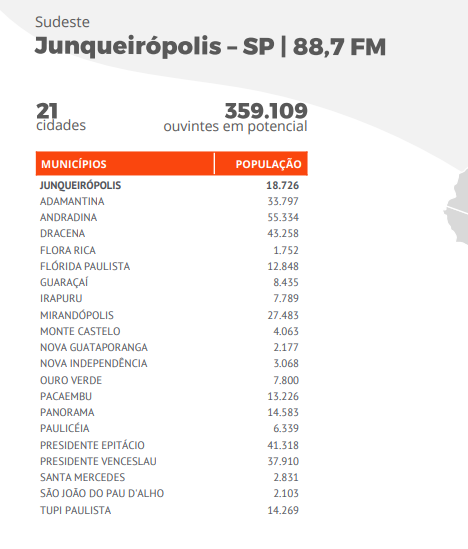 Sudeste
Junqueirópolis – SP | 88,7 FM
21 359.109
cidades ouvintes em potencial
MUNICÍPIOS POPULAÇÃO
JUNQUEIRÓPOLIS 18.726
ADAMANTINA 33.797
ANDRADINA 55.334
DRACENA 43.258
FLORA RICA 1.752
FLÓRIDA PAULISTA 12.848
GUARAÇAÍ 8.435
IRAPURU 7.789
MIRANDÓPOLIS 27.483
MONTE CASTELO 4.063
NOVA GUATAPORANGA 2.177
NOVA INDEPENDÊNCIA 3.068
OURO VERDE 7.800
PACAEMBU 13.226
PANORAMA 14.583
PAULICÉIA 6.339
PRESIDENTE EPITÁCIO 41.318
PRESIDENTE VENCESLAU 37.910
SANTA MERCEDES 2.831
SÃO JOÃO DO PAU D'ALHO 2.103
TUPI PAULISTA 14.269